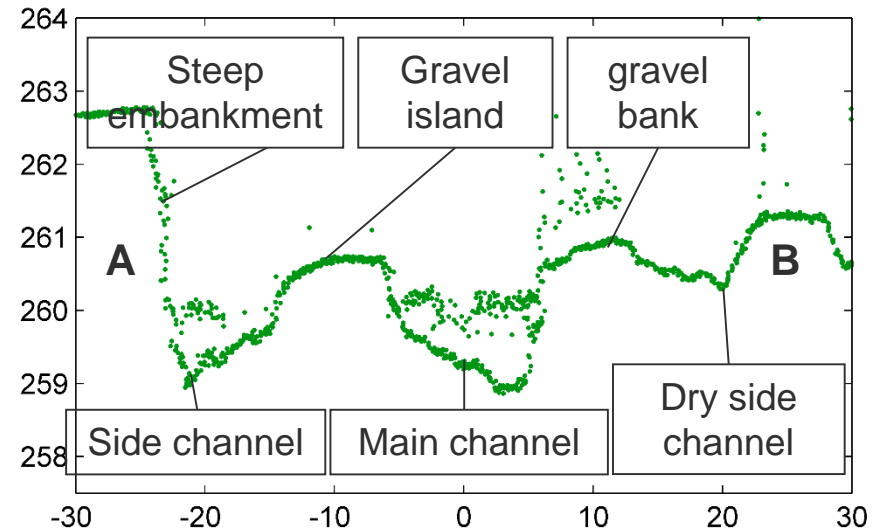 264
263
262
261
260
259
258
Steep
embankment
Gravel
island
gravel
bank
A
B
Side channel
Main channel
Dry side
channel
-30
-20
-10
0
10
20
30